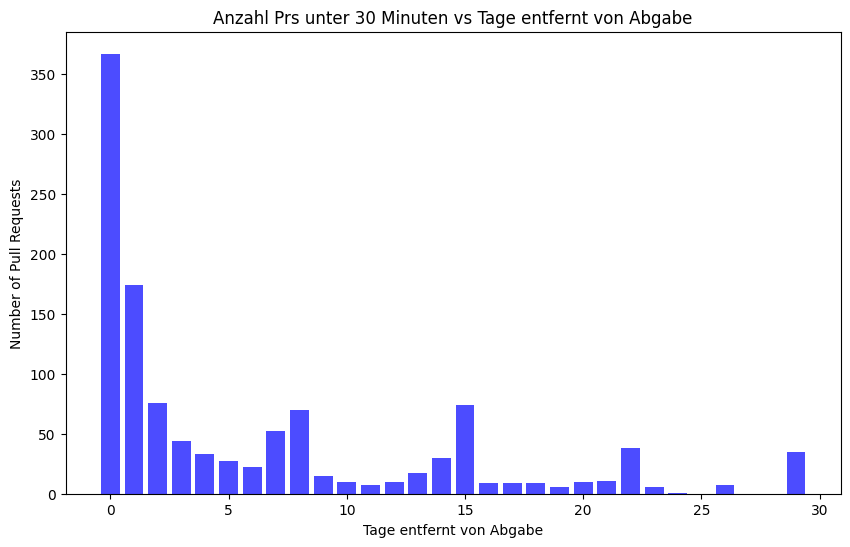 Anzahl Prs unter 30 Minuten vs Tage entfernt von Abgabe
Number of Pull Requests
350
300
250
200
150
100
50
0
0 5 10 15 20 25 30
Tage entfernt von Abgabe